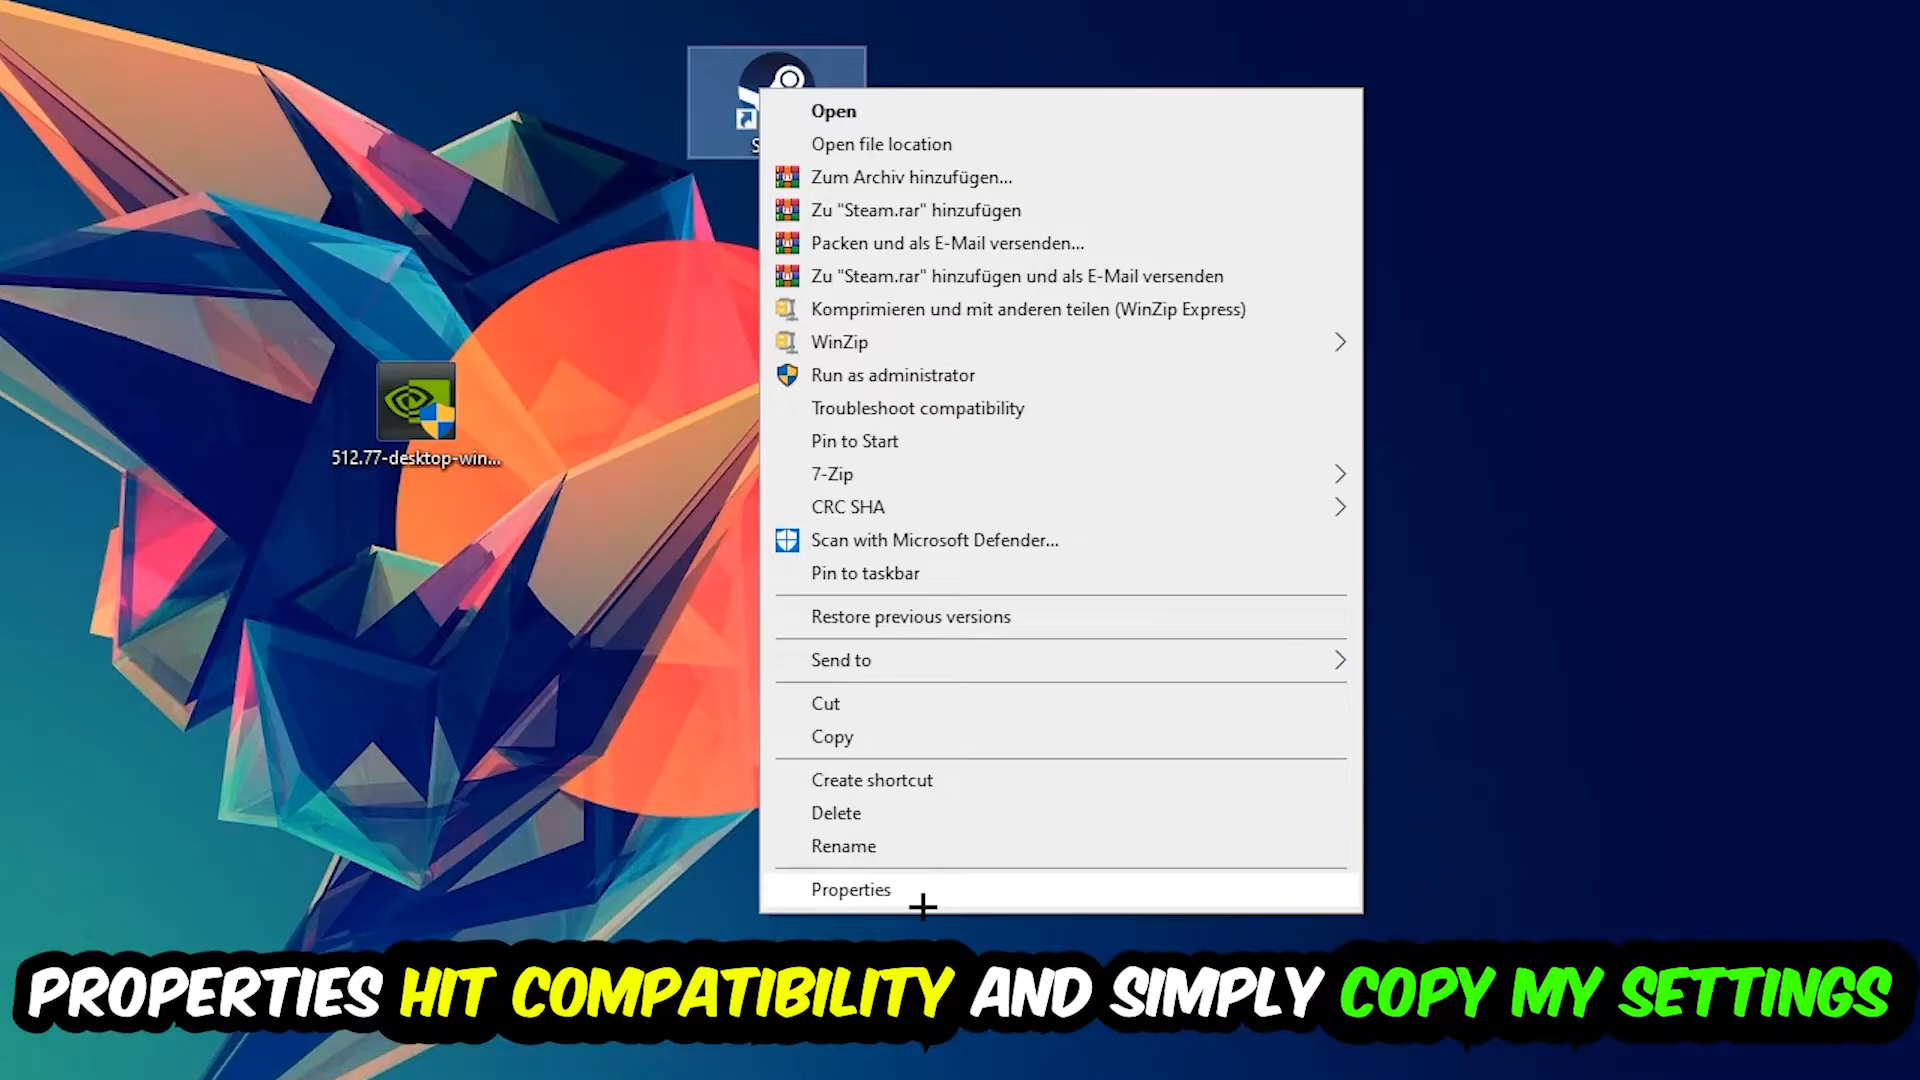 Open
Open file location
Zum Archiv hinzufügen...
Zu "Steam.rar" hinzufügen
Packen und als E-Mail versenden...
Zu "Steam.rar" hinzufügen und als E-Mail versenden
Komprimieren und mit anderen teilen (WinZip Express)
WinZip
Run as administrator
Troubleshoot compatibility
Pin to Start
7-Zip
CRC SHA
Scan with Microsoft Defender...
Pin to taskbar
Restore previous versions
Send to
Cut
Copy
Create shortcut
Delete
Rename
Properties
512.77-desktop-win...
PROPERTIES HIT COMPATIBILITY AND SIMPLY COPY MY SETTINGS